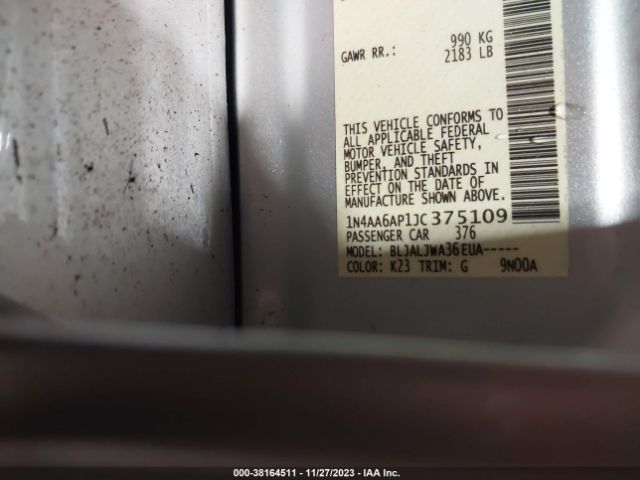 990 KG
GAWR RR.: 2183 LB
THIS VEHICLE CONFORMS TO
ALL APPLICABLE FEDERAL
MOTOR VEHICLE SAFETY,
BUMPER, AND THEFT
PREVENTION STANDARDS IN
EFFECT ON THE DATE OF
MANUFACTURE SHOWN ABOVE.
1N4AA6AP1JC375109
PASSENGER CAR 376
MODEL: BLJALJWA36EUA-----
COLOR: K23 TRIM: G 9N00A
000-38164511 - 11/27/2023 - IAA Inc.